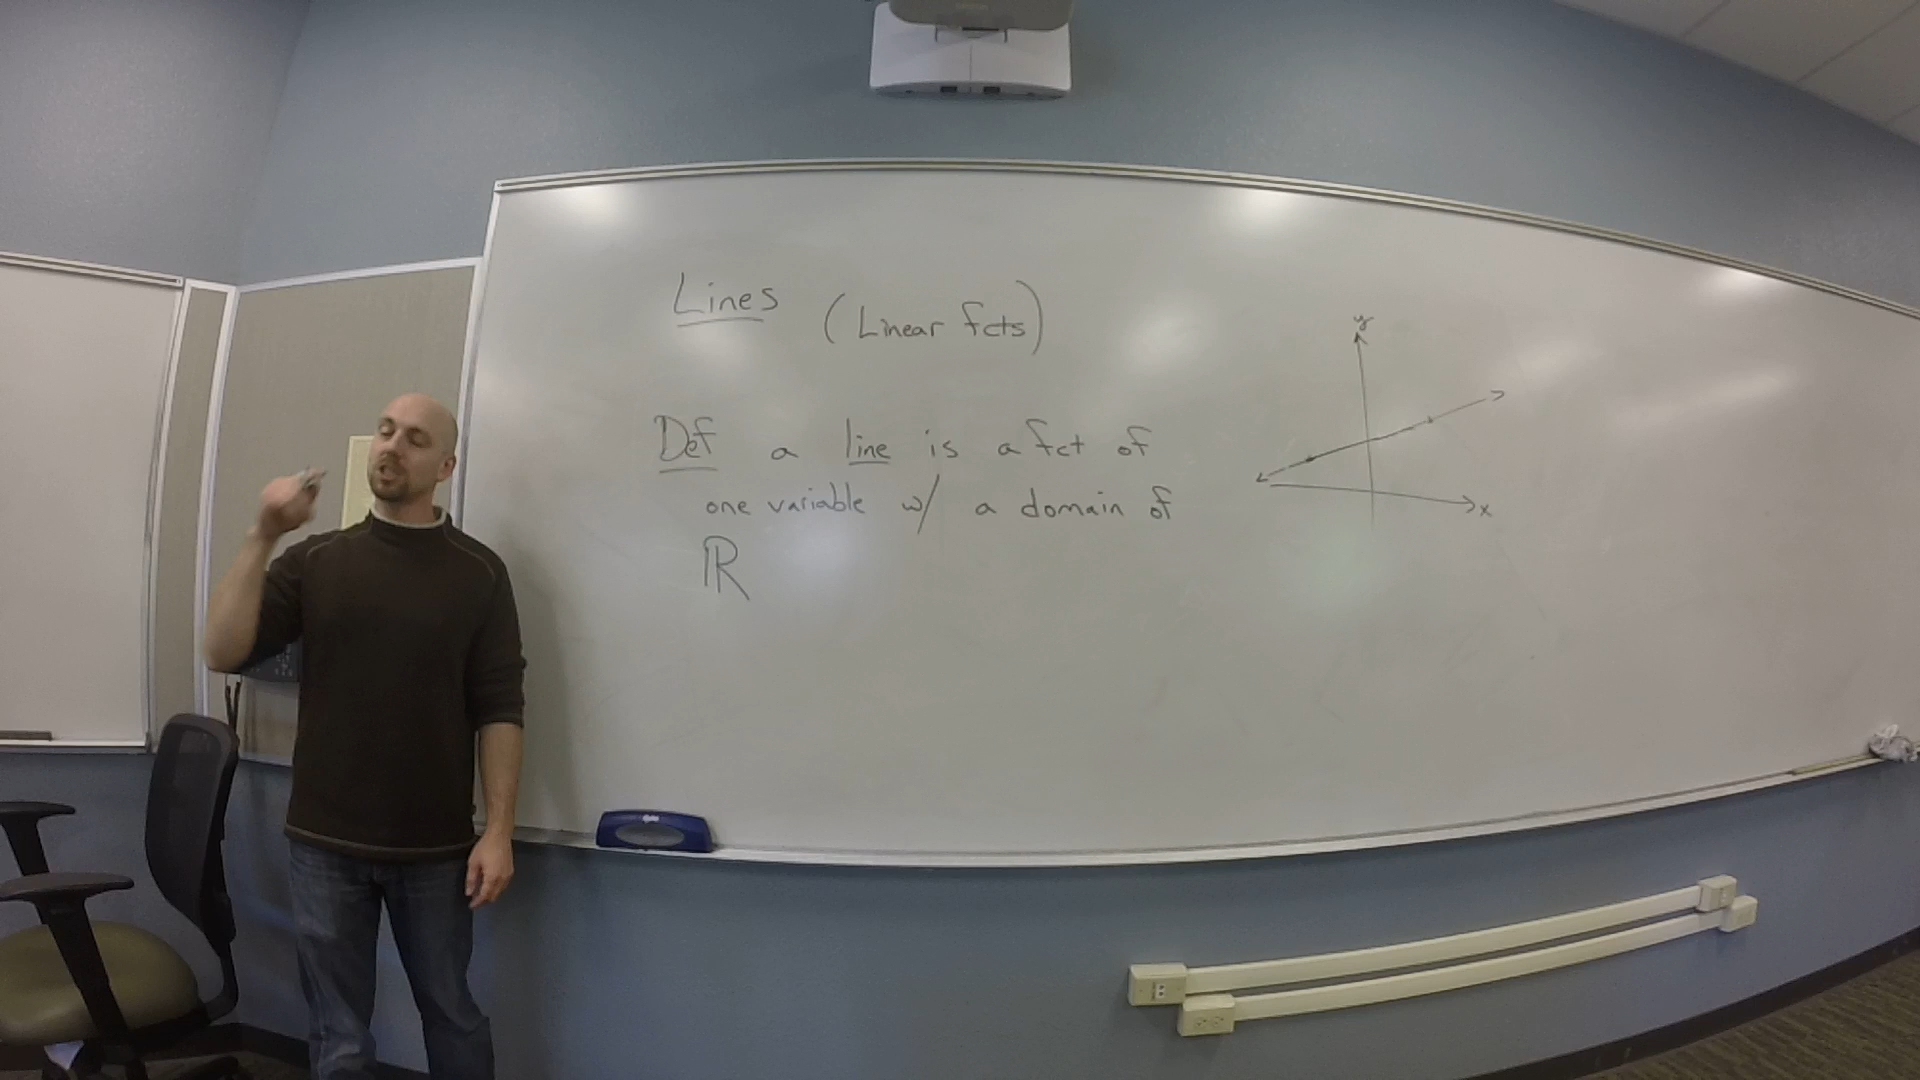 Lines (Linear fcts)
Def a line is a fct of
one variable w/ a domain of
ℝ
y
x